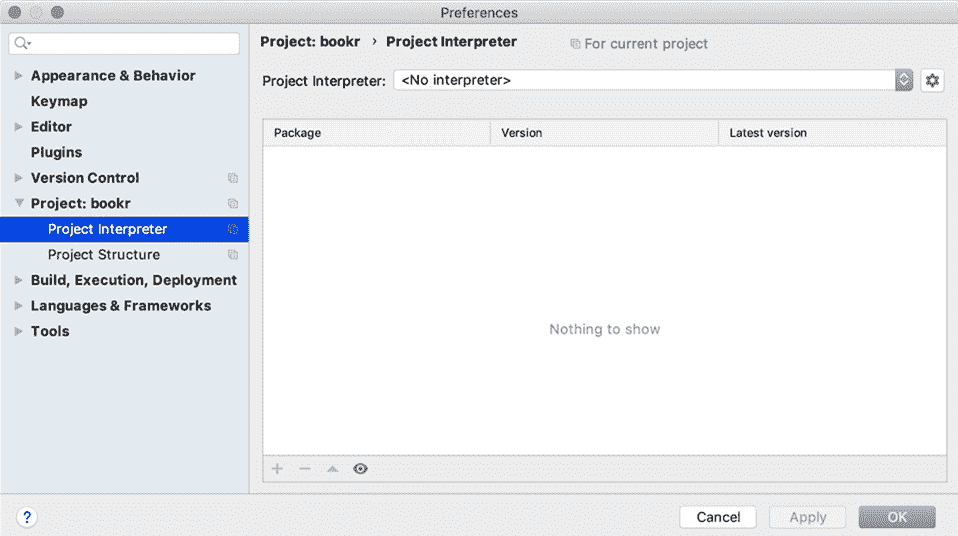 Preferences
Project: bookr › Project Interpreter For current project
Project Interpreter: <No interpreter>
Appearance & Behavior
Keymap
Editor
Plugins
Version Control
Project: bookr
Project Interpreter
Project Structure
Build, Execution, Deployment
Languages & Frameworks
Tools
Package Version Latest version
Nothing to show
?
Cancel Apply OK